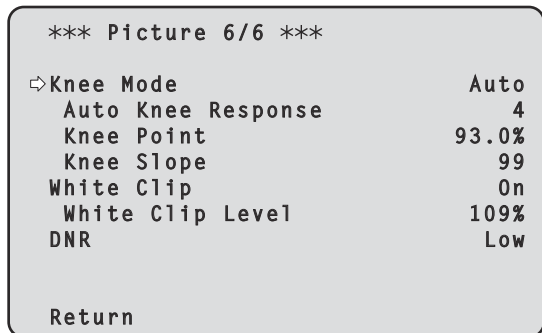 *** Picture 6/6 ***
⇨Knee Mode Auto
Auto Knee Response 4
Knee Point 93.0%
Knee Slope 99
White Clip On
White Clip Level 109%
DNR Low
Return